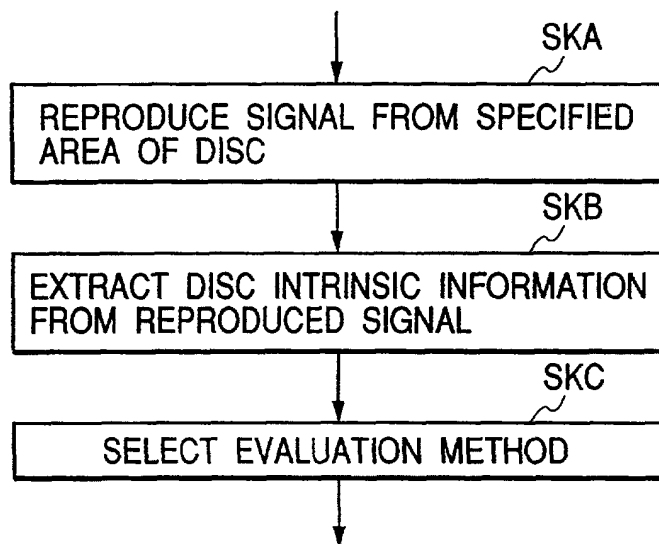 SKA
REPRODUCE SIGNAL FROM SPECIFIED
AREA OF DISC
SKB
EXTRACT DISC INTRINSIC INFORMATION
FROM REPRODUCED SIGNAL
SKC
SELECT EVALUATION METHOD